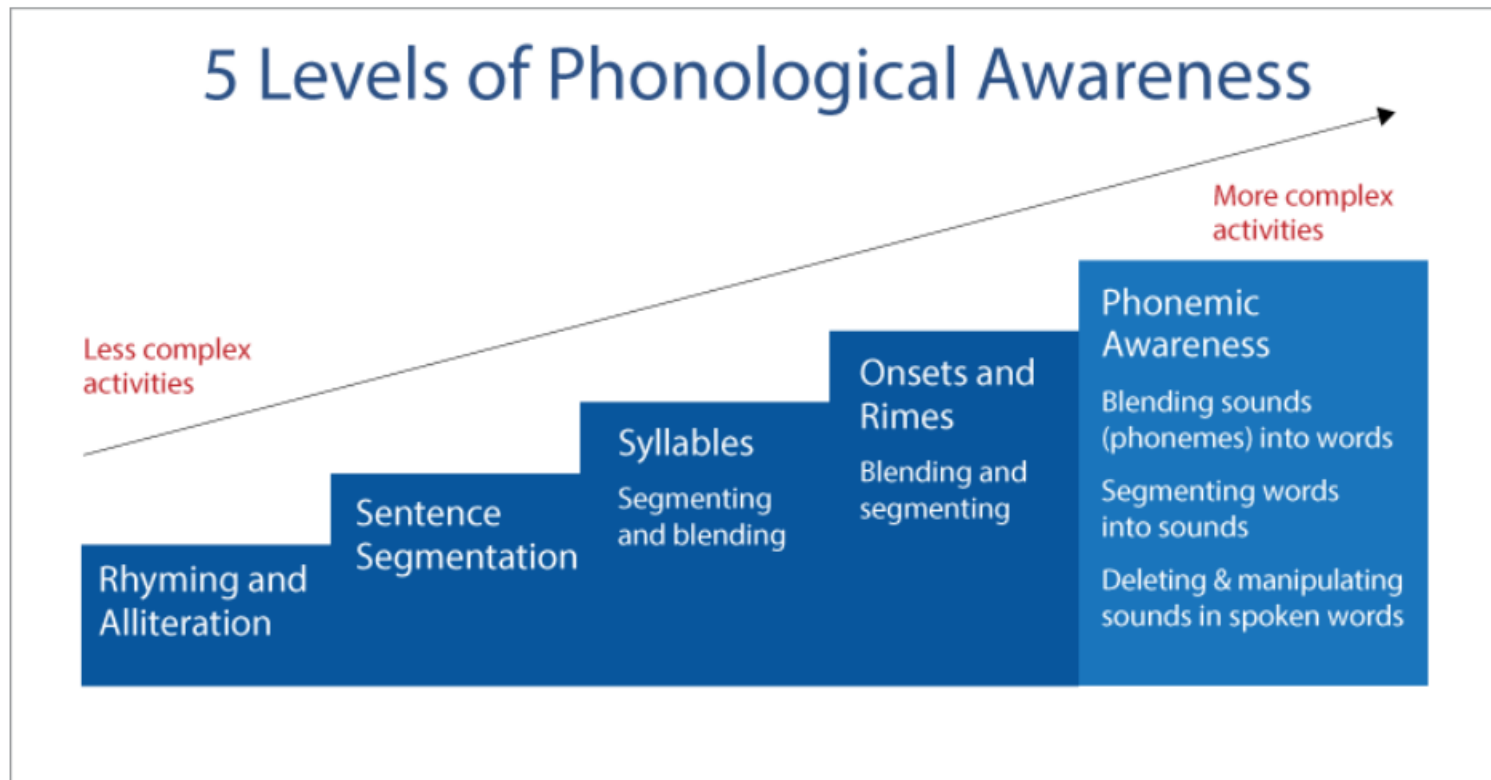 5 Levels of Phonological Awareness
Less complex
activities
More complex
activities
Rhyming and
Alliteration
Sentence
Segmentation
Syllables
Segmenting
and blending
Onsets and
Rimes
Blending and
segmenting
Phonemic
Awareness
Blending sounds
(phonemes) into words
Segmenting words
into sounds
Deleting & manipulating
sounds in spoken words